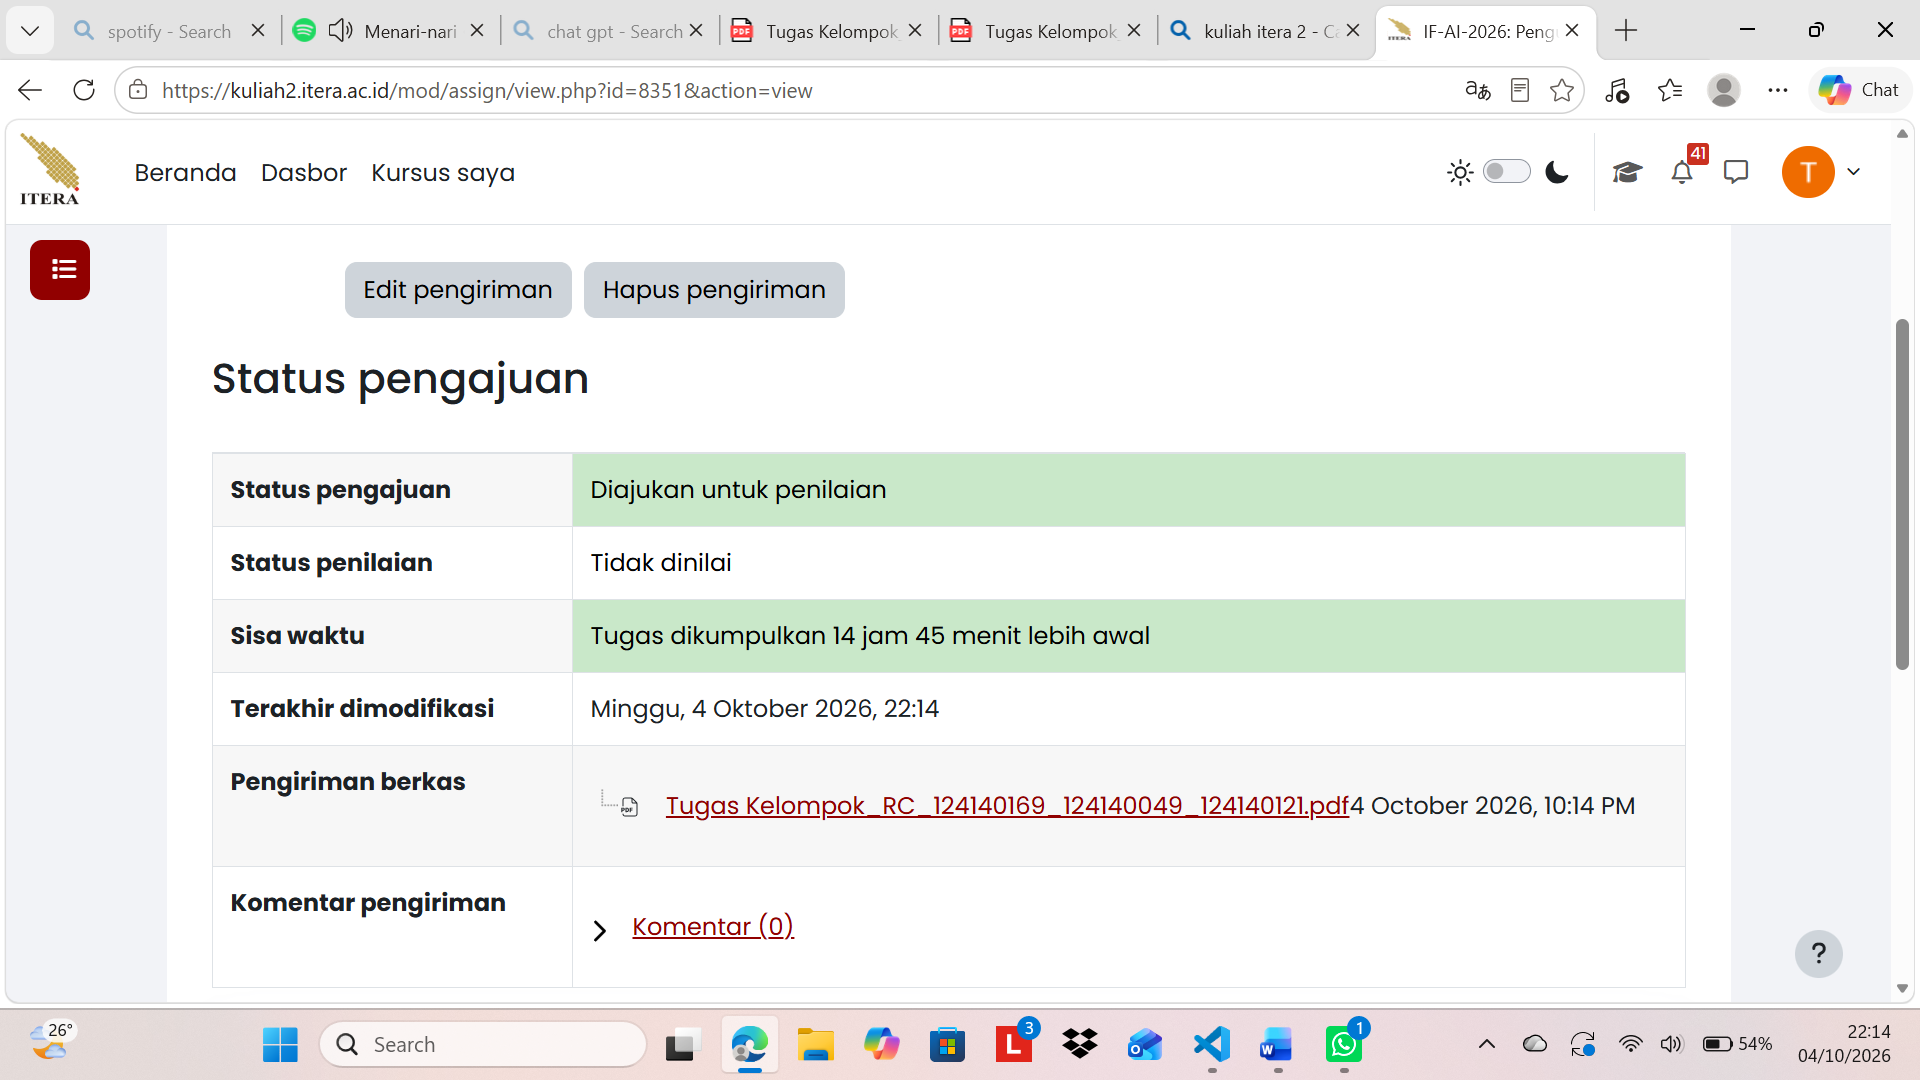 spotify - Search
Menari-nari
chat gpt - Search
Tugas Kelompok
Tugas Kelompok
kuliah itera 2 - Ca
IF-AI-2026: Peng
https://kuliah2.itera.ac.id/mod/assign/view.php?id=8351&action=view
Chat
ITERA
Beranda
Dasbor
Kursus saya
41
T
Edit pengiriman
Hapus pengiriman
Status pengajuan
Status pengajuan
Diajukan untuk penilaian
Status penilaian
Tidak dinilai
Sisa waktu
Tugas dikumpulkan 14 jam 45 menit lebih awal
Terakhir dimodifikasi
Minggu, 4 Oktober 2026, 22:14
Pengiriman berkas
Tugas Kelompok_RC_124140169_124140049_124140121.pdf4 October 2026, 10:14 PM
Komentar pengiriman
Komentar (0)
?
26°
Search
3
1
54%
22:14
04/10/2026